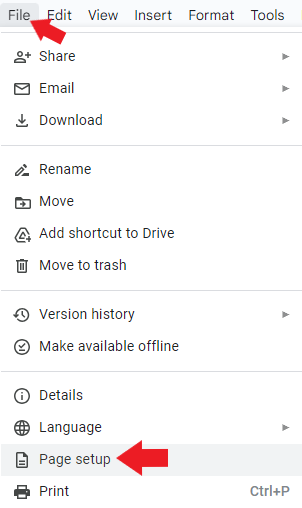 File Edit View Insert Format Tools
Share
Email
Download
Rename
Move
Add shortcut to Drive
Move to trash
Version history
Make available offline
Details
Language
Page setup
Print Ctrl+P